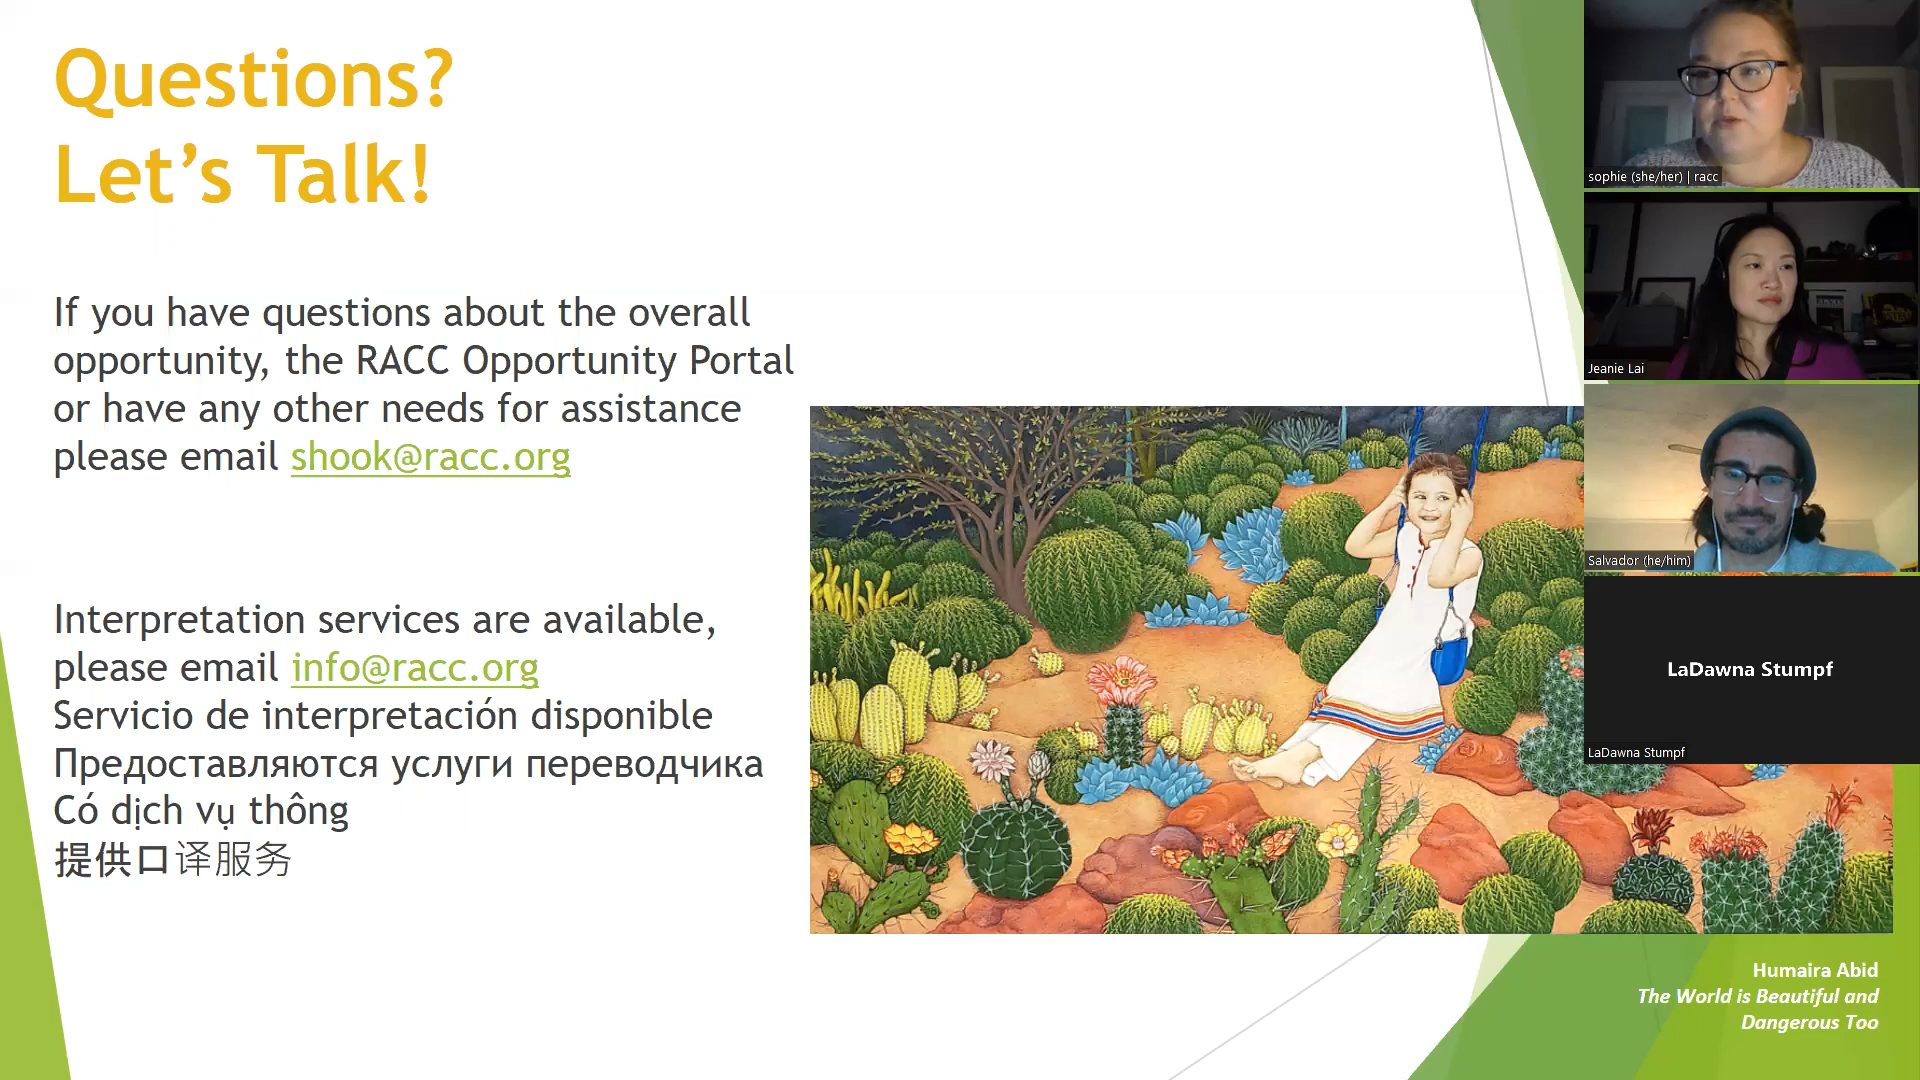 Questions?
Let’s Talk!
If you have questions about the overall
opportunity, the RACC Opportunity Portal
or have any other needs for assistance
please email shook@racc.org
Interpretation services are available,
please email info@racc.org
Servicio de interpretación disponible
Предоставляются услуги переводчика
Có dịch vụ thông
提供口译服务
sophie (she/her) | racc
Jeanie Lai
Salvador (he/him)
LaDawna Stumpf
LaDawna Stumpf
Humaira Abid
The World is Beautiful and
Dangerous Too